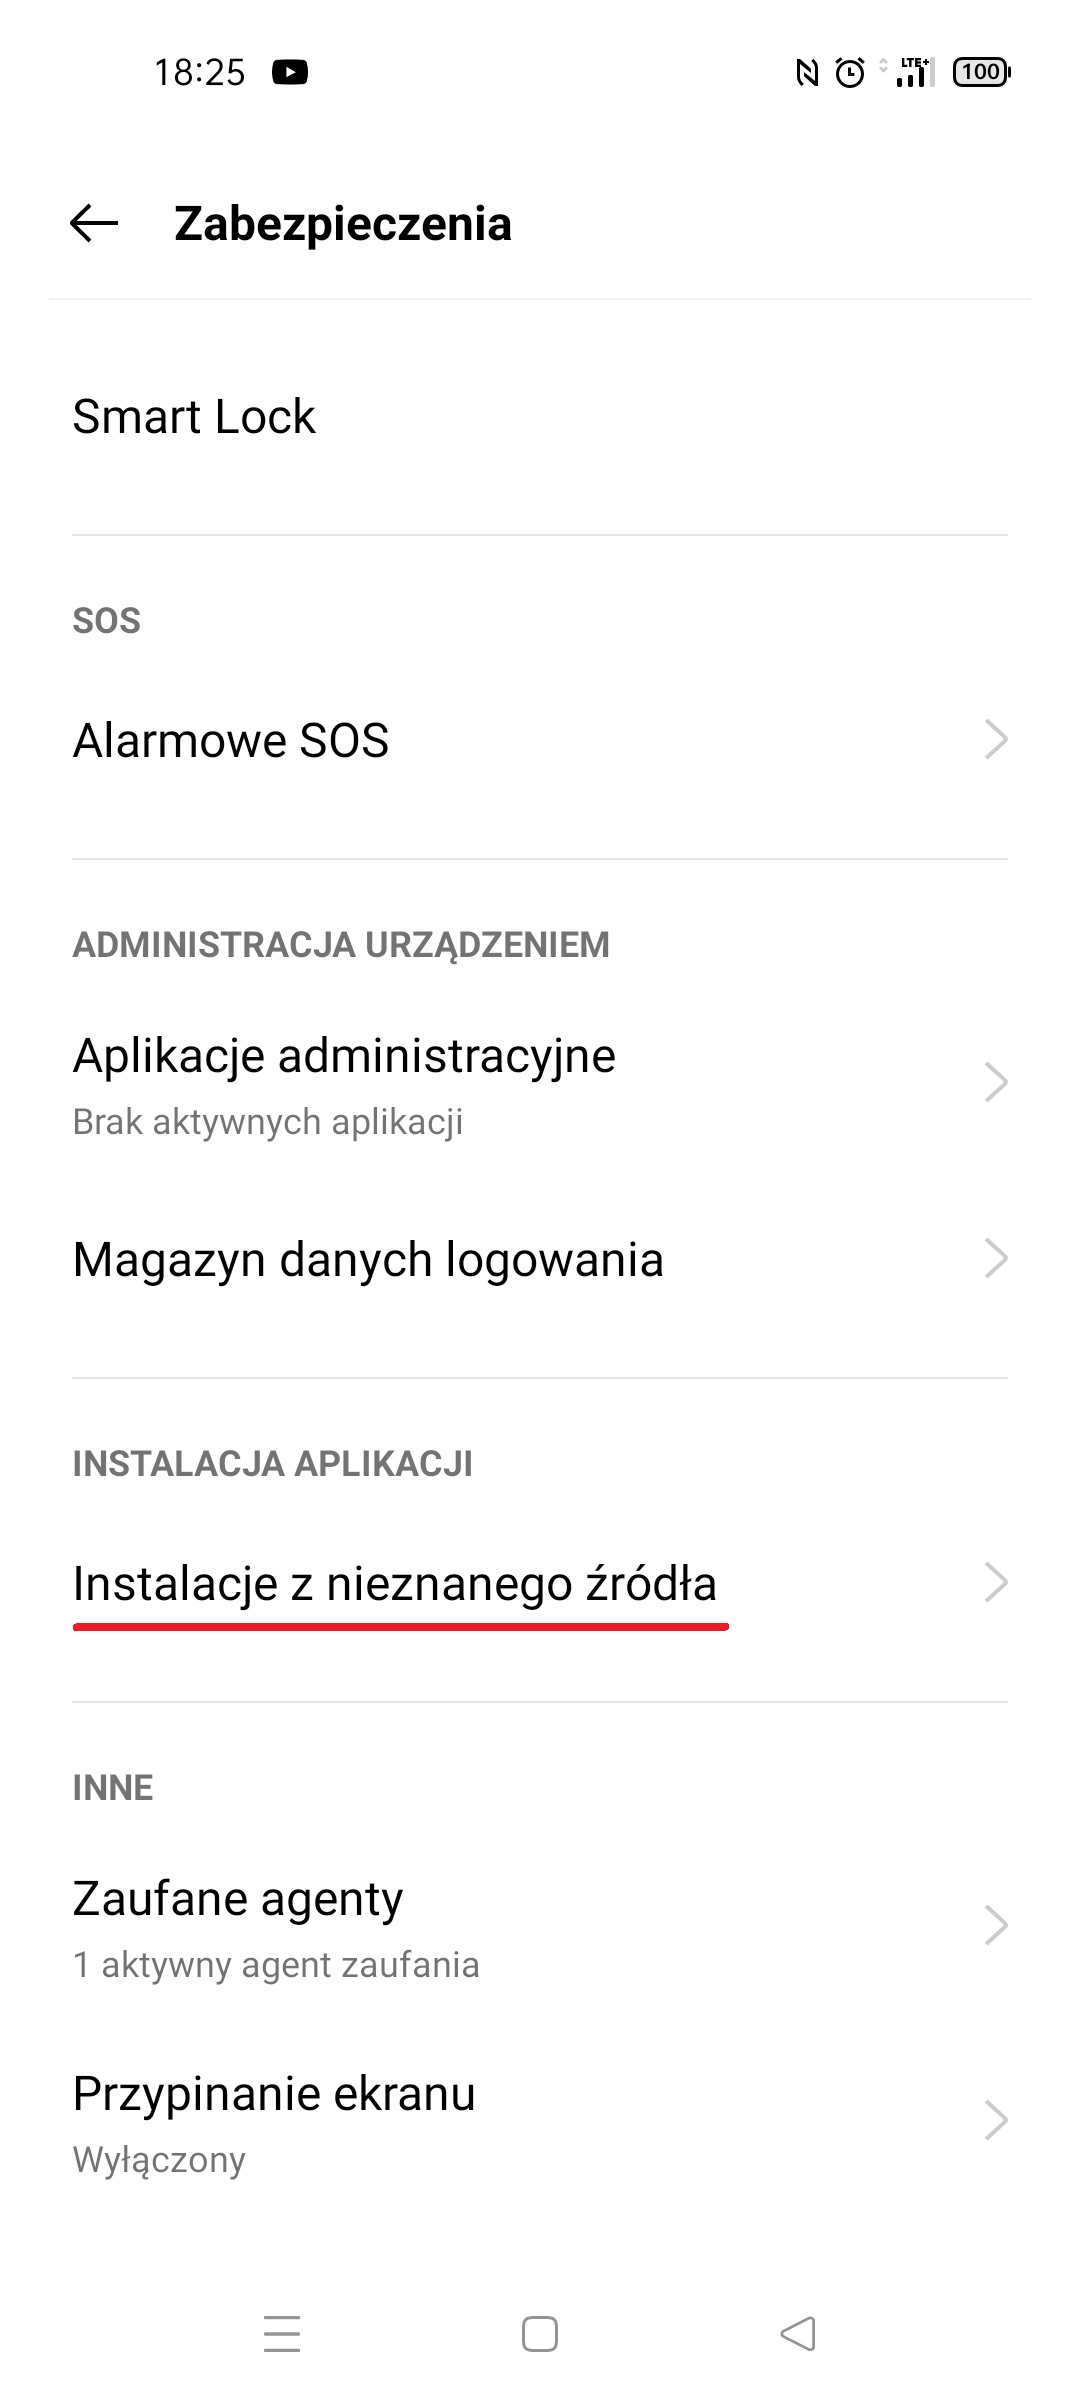 18:25
LTE+
100
Zabezpieczenia
Smart Lock
SOS
Alarmowe SOS
ADMINISTRACJA URZĄDZENIEM
Aplikacje administracyjne
Brak aktywnych aplikacji
Magazyn danych logowania
INSTALACJA APLIKACJI
Instalacje z nieznanego źródła
INNE
Zaufane agenty
1 aktywny agent zaufania
Przypinanie ekranu
Wyłączony